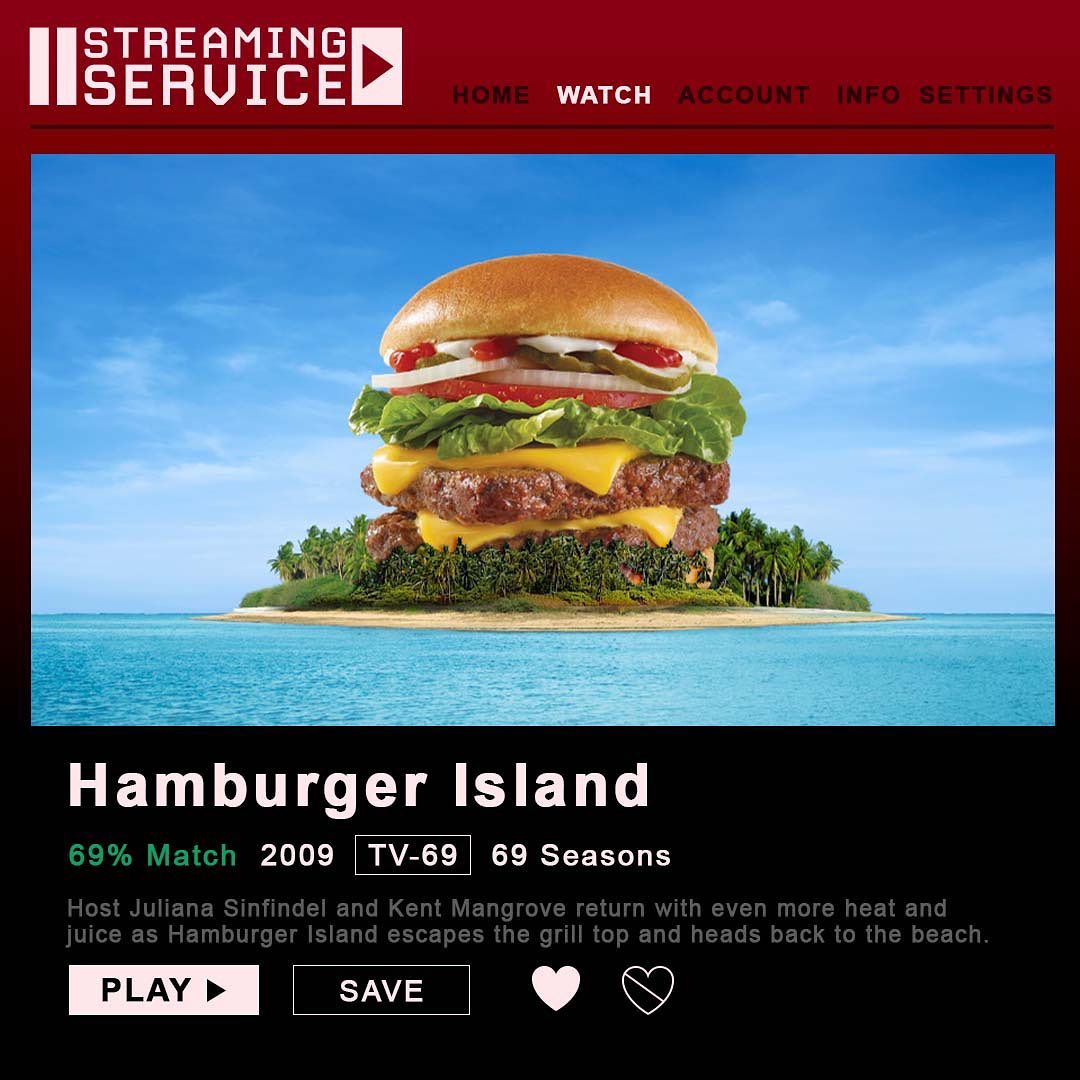 STREAMING
SERVICE
HOME WATCH ACCOUNT INFO SETTINGS
Hamburger Island
69% Match 2009 TV-69 69 Seasons
Host Juliana Sinfindel and Kent Mangrove return with even more heat and
juice as Hamburger Island escapes the grill top and heads back to the beach.
PLAY SAVE